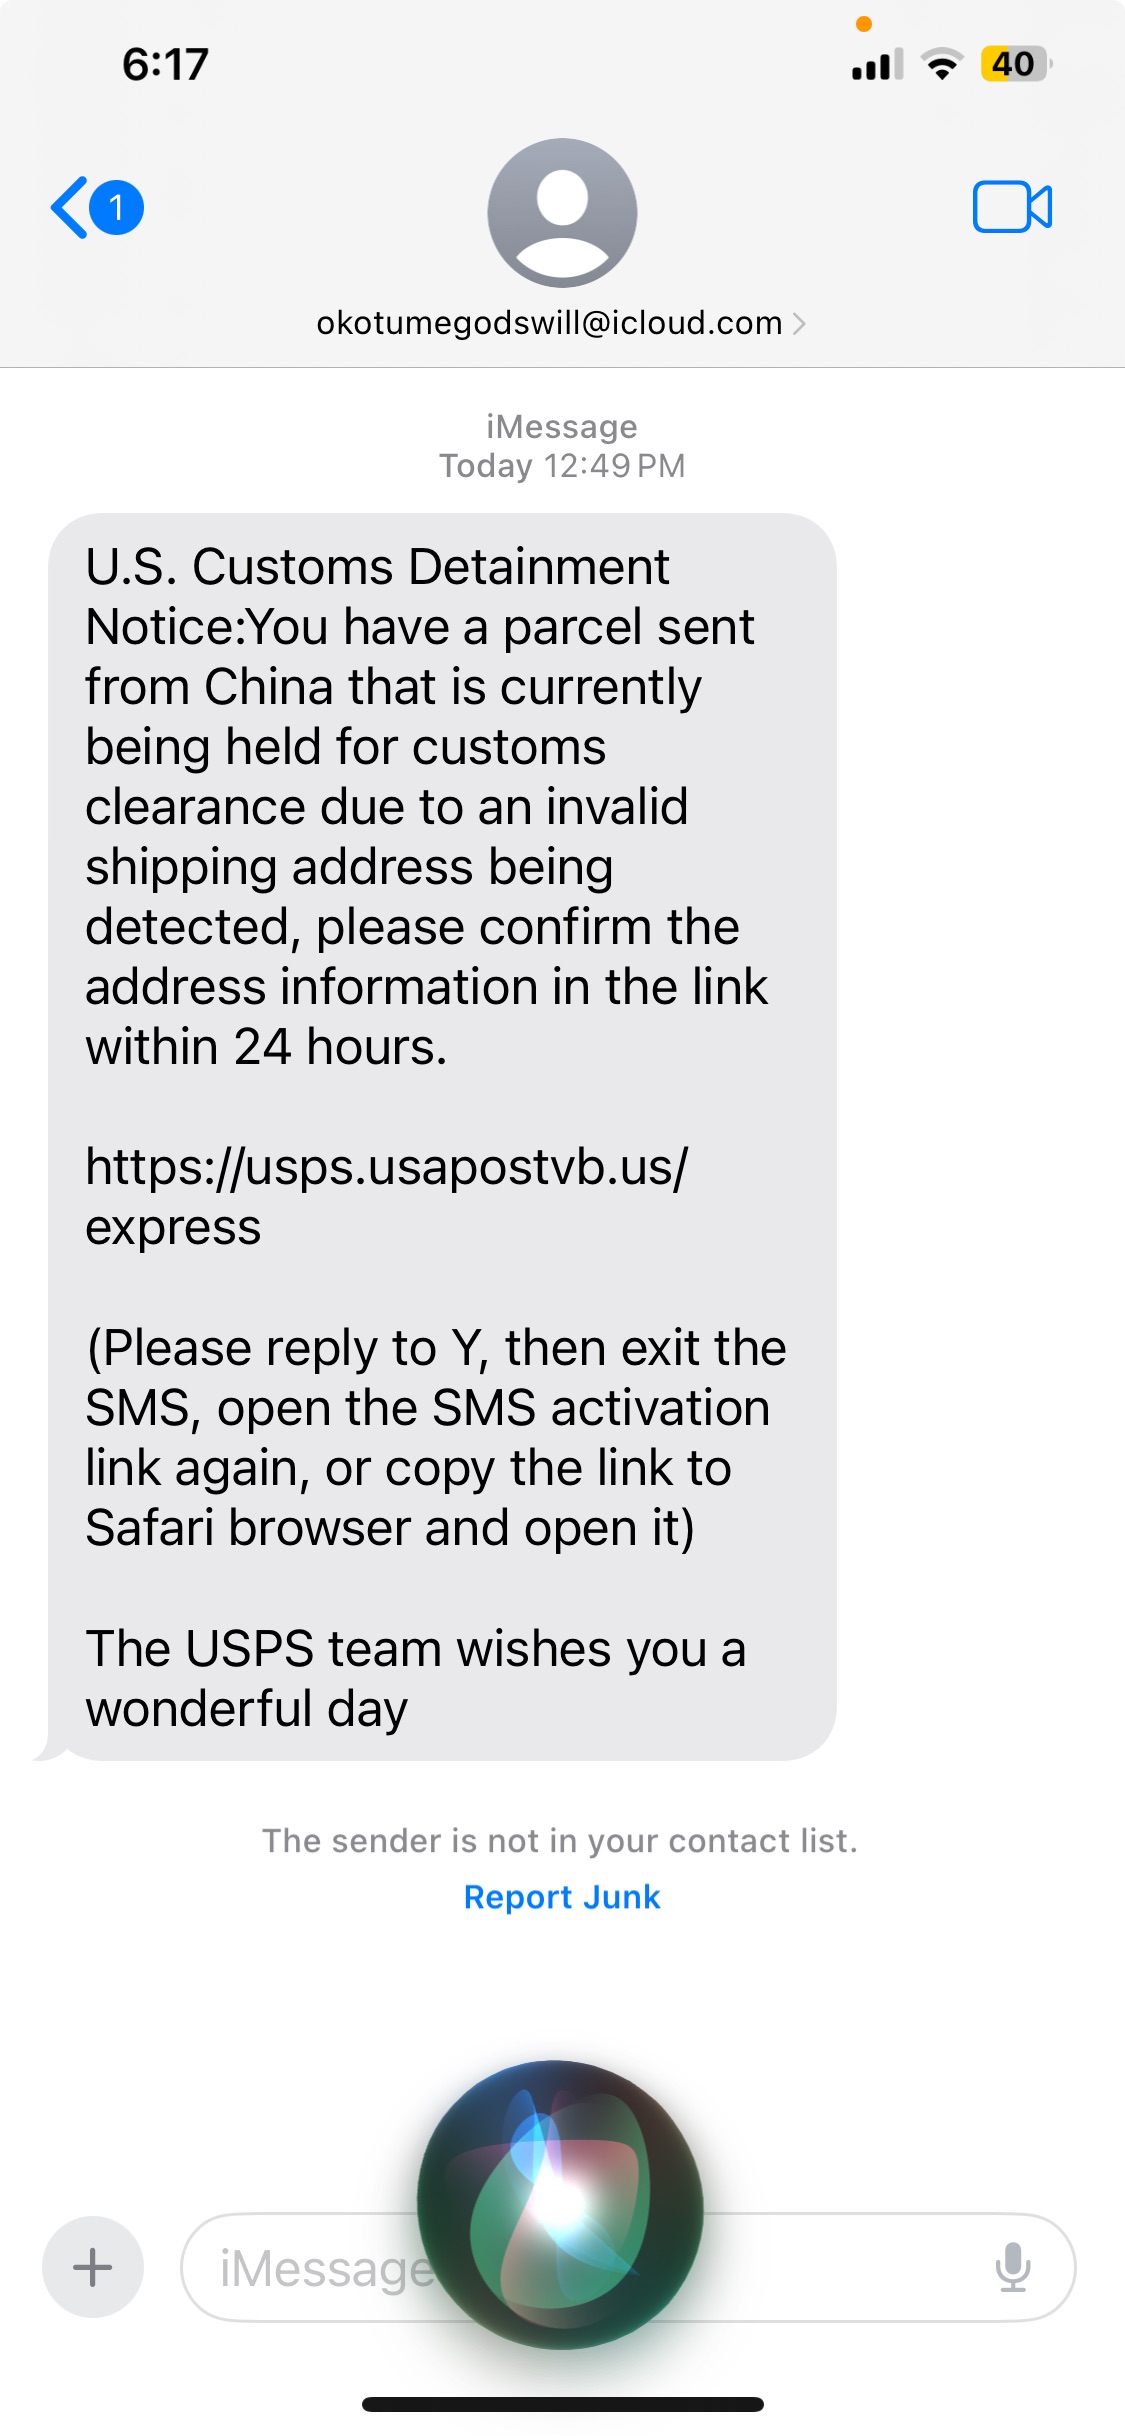 6:17
40
1
okotumegodswill@icloud.com
iMessage
Today 12:49 PM
U.S. Customs Detainment
Notice:You have a parcel sent
from China that is currently
being held for customs
clearance due to an invalid
shipping address being
detected, please confirm the
address information in the link
within 24 hours.
https://usps.usapostvb.us/
express
(Please reply to Y, then exit the
SMS, open the SMS activation
link again, or copy the link to
Safari browser and open it)
The USPS team wishes you a
wonderful day
The sender is not in your contact list.
Report Junk
iMessage